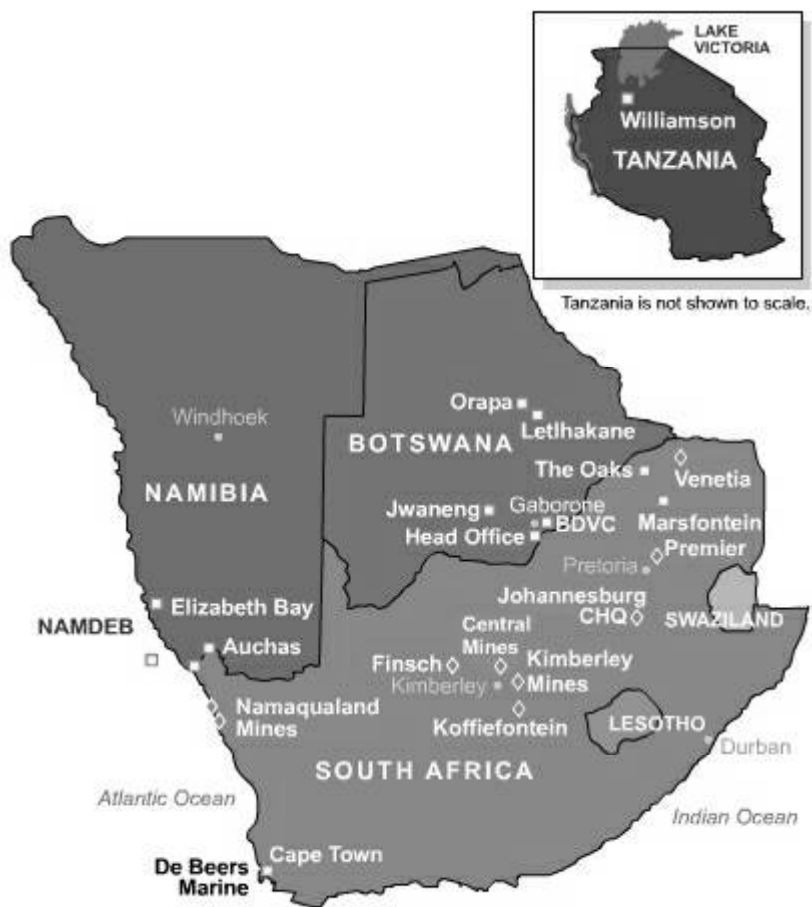 LAKE
VICTORIA
Williamson
TANZANIA
Tanzania is not shown to scale.
Windhoek
NAMIBIA
Orapa
BOTSWANA
Letlhakane
The Oaks
Venetia
Jwaneng
Gaborone
BDVC
Head Office
Marsfontein
Premier
Pretoria
Johannesburg
CHQ
SWAZILAND
Elizabeth Bay
NAMDEB
Auchas
Central
Mines
Finsch
Kimberley
Mines
Kimberley
Namaqualand
Mines
Koffiefontein
LESOTHO
Durban
SOUTH AFRICA
Atlantic Ocean
Indian Ocean
Cape Town
De Beers
Marine